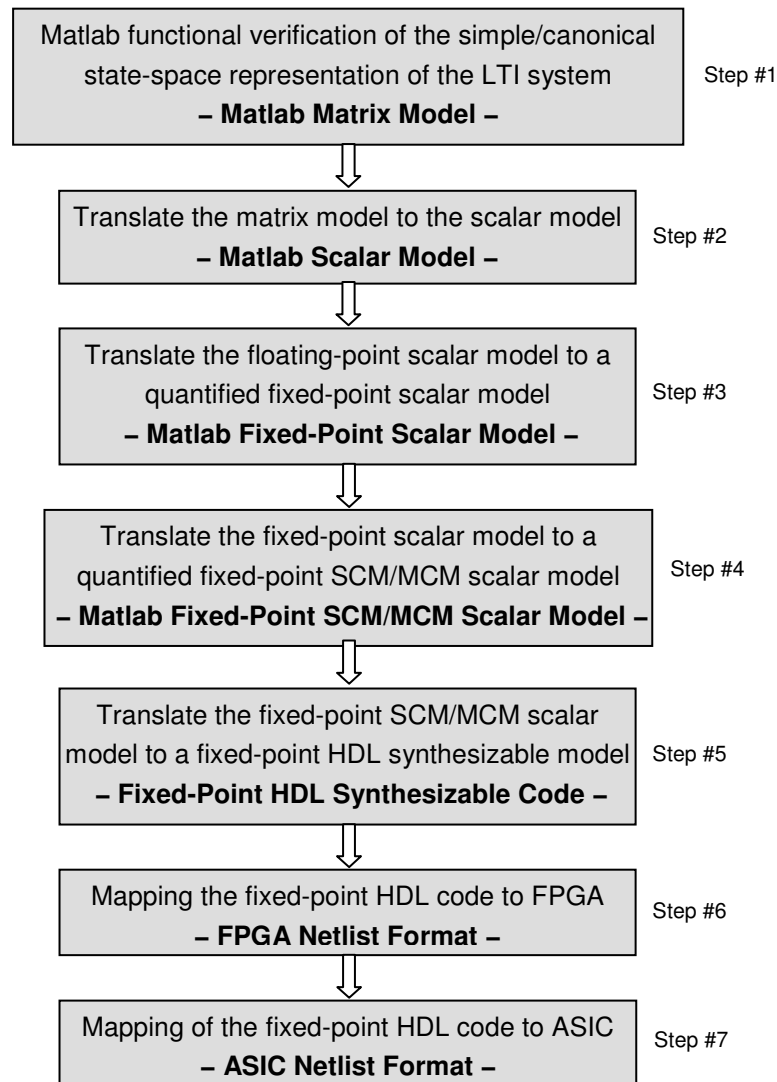 Matlab functional verification of the simple/canonical
state-space representation of the LTI system
– Matlab Matrix Model –
Step #1
Translate the matrix model to the scalar model
– Matlab Scalar Model –
Step #2
Translate the floating-point scalar model to a
quantified fixed-point scalar model
– Matlab Fixed-Point Scalar Model –
Step #3
Translate the fixed-point scalar model to a
quantified fixed-point SCM/MCM scalar model
– Matlab Fixed-Point SCM/MCM Scalar Model –
Step #4
Translate the fixed-point SCM/MCM scalar
model to a fixed-point HDL synthesizable model
– Fixed-Point HDL Synthesizable Code –
Step #5
Mapping the fixed-point HDL code to FPGA
– FPGA Netlist Format –
Step #6
Mapping of the fixed-point HDL code to ASIC
– ASIC Netlist Format –
Step #7